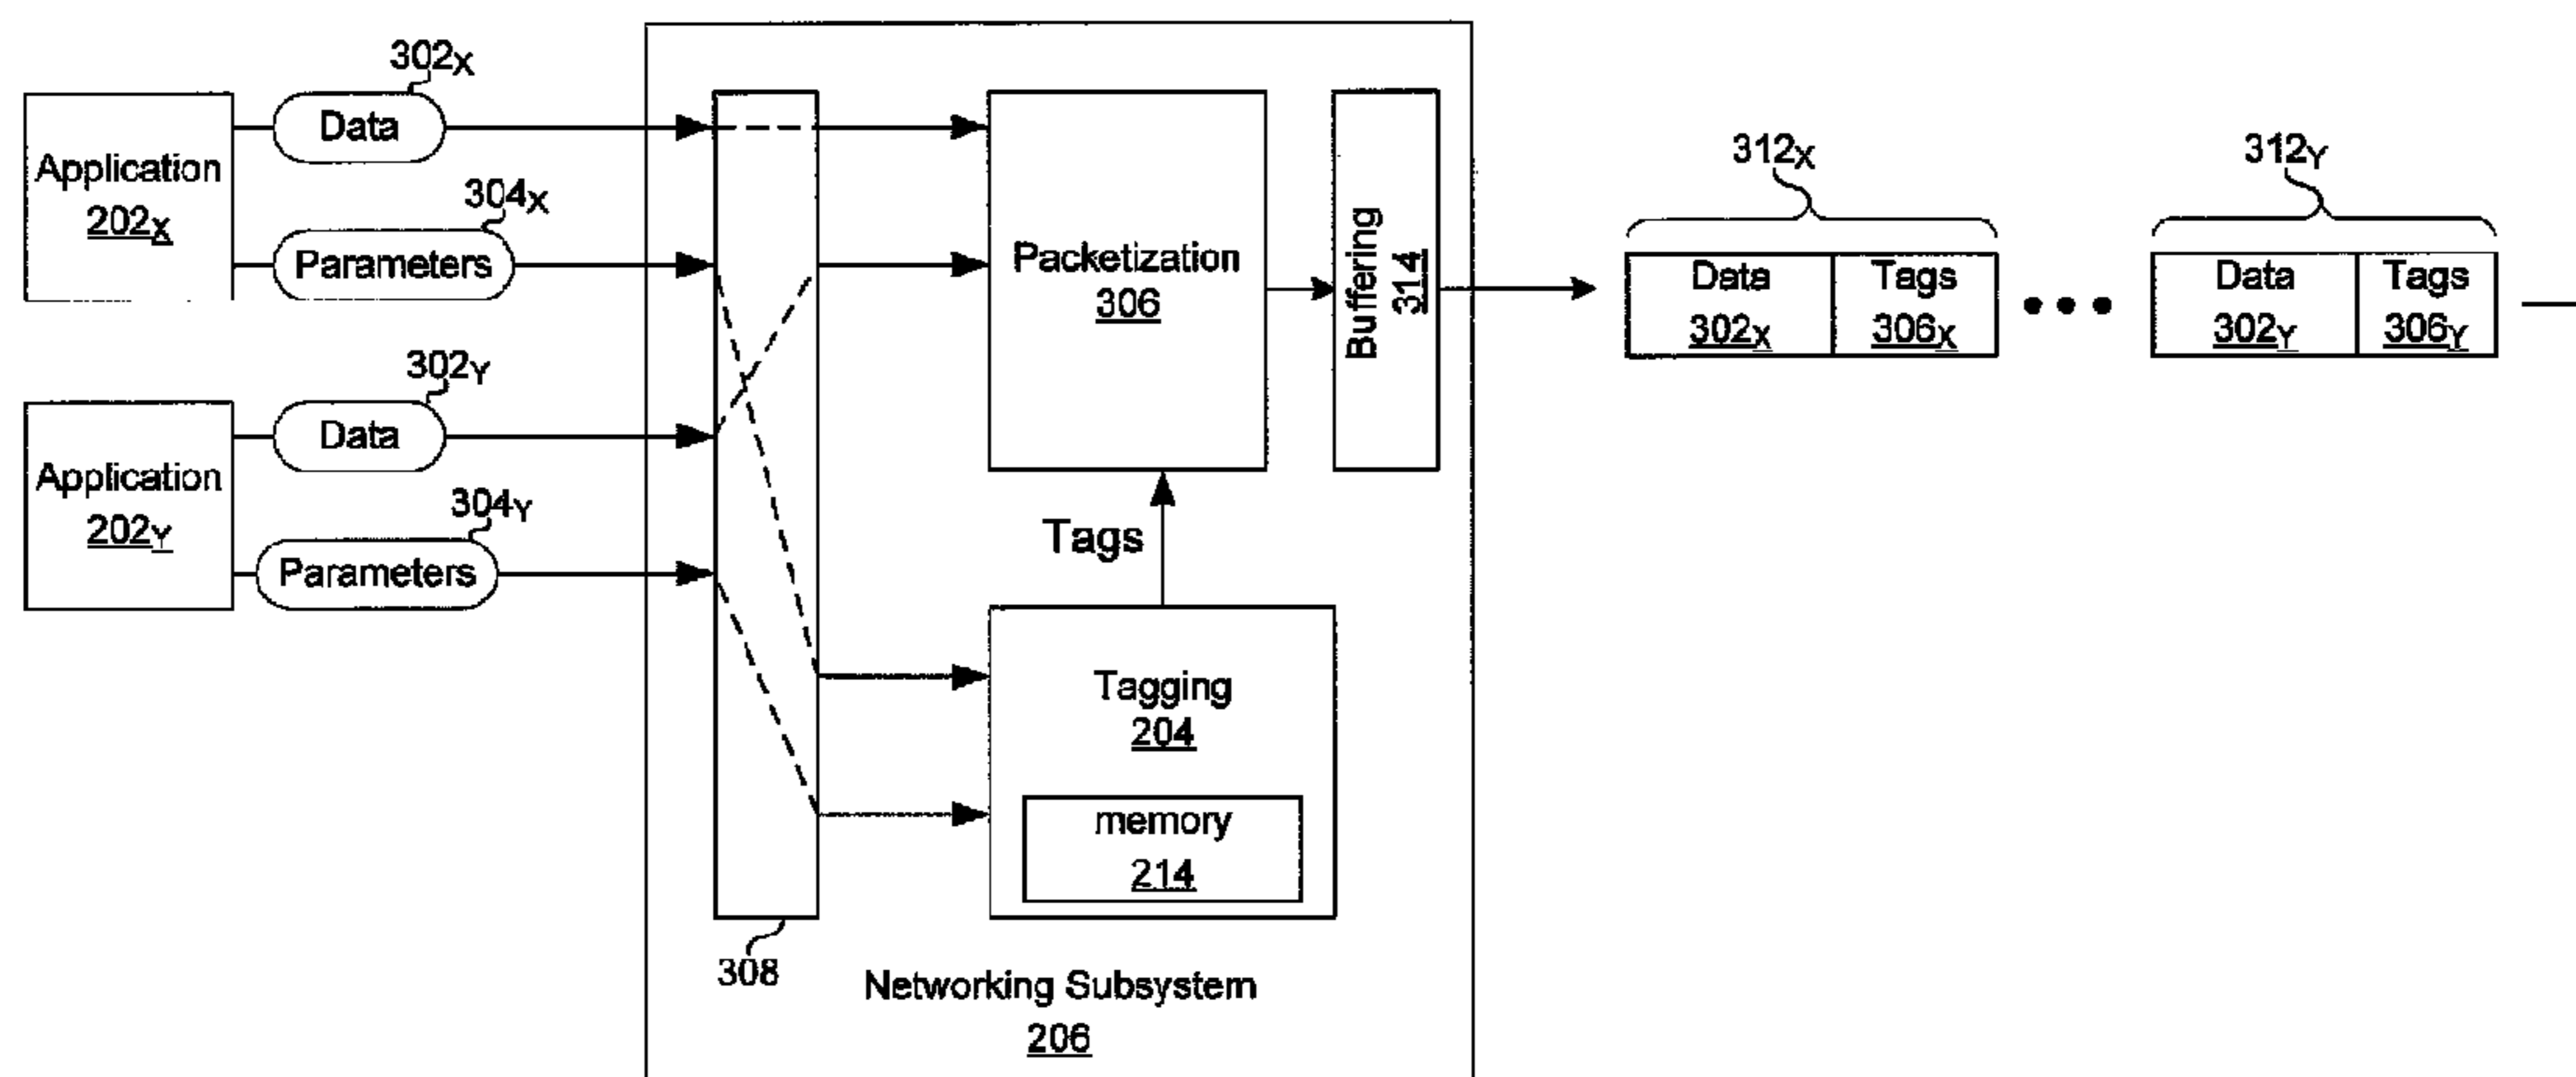 302X
Data
Application
202X
304X
Parameters
302Y
Data
Application
202Y
304Y
Parameters
308
Packetization
306
Buffering
314
Tags
Tagging
204
memory
214
Networking Subsystem
206
312X
Data
302X
Tags
306X
312Y
Data
302Y
Tags
306Y